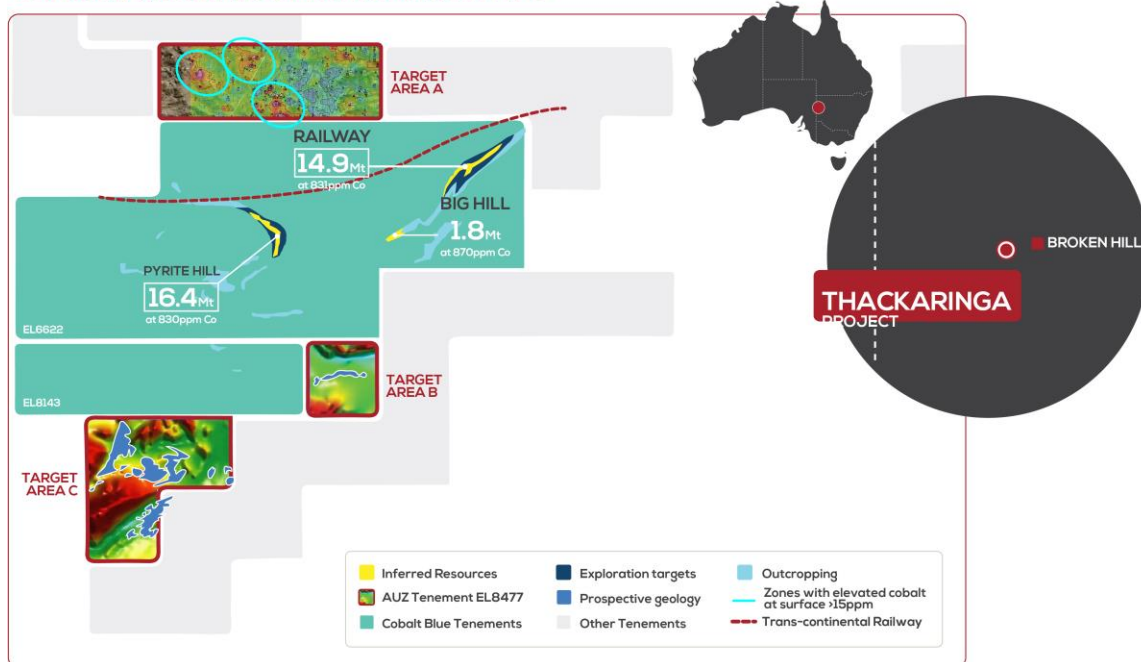 TARGET
AREA A
RAILWAY
14.9Mt
at 831ppm Co
BIG HILL
1.8Mt
at 870ppm Co
PYRITE HILL
16.4Mt
at 830ppm Co
EL6622
EL8143
TARGET
AREA B
TARGET
AREA C
BROKEN HILL
THACKARINGA
PROJECT
Inferred Resources
AUZ Tenement EL8477
Cobalt Blue Tenements
Exploration targets
Prospective geology
Other Tenements
Outcropping
Zones with elevated cobalt
at surface >15ppm
Trans-continental Railway